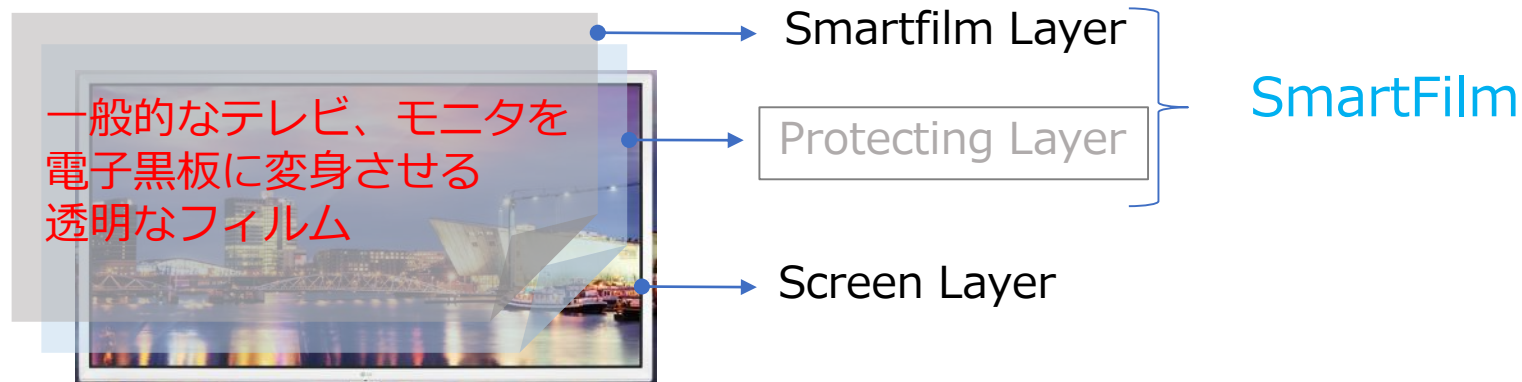 Smartfilm Layer
一般的なテレビ、モニタを
電子黒板に変身させる
透明なフィルム
Protecting Layer
SmartFilm
Screen Layer